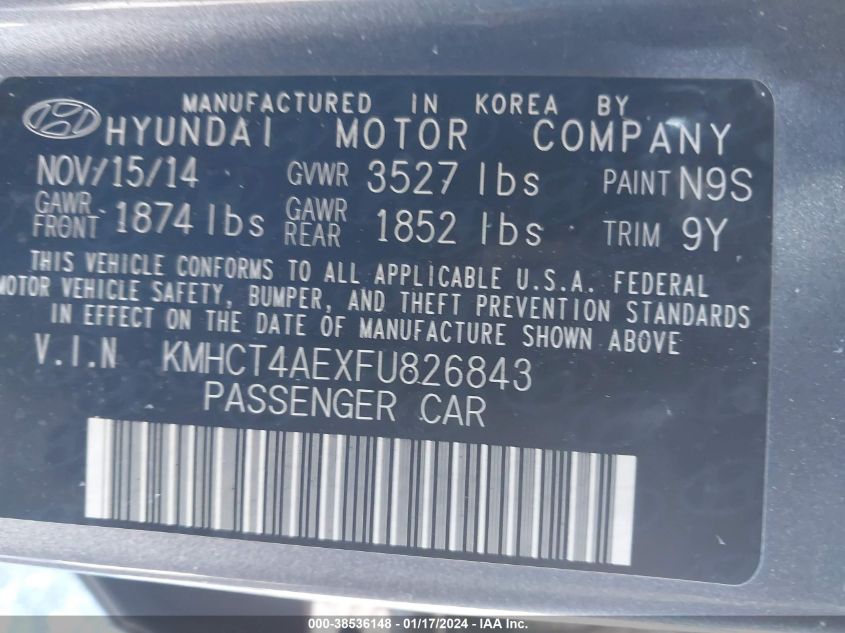 MANUFACTURED IN KOREA BY
HYUNDAI MOTOR COMPANY
NOV/15/14 GVWR 3527 lbs PAINT N9S
GAWR FRONT 1874 lbs GAWR REAR 1852 lbs TRIM 9Y
THIS VEHICLE CONFORMS TO ALL APPLICABLE U.S.A. FEDERAL
MOTOR VEHICLE SAFETY, BUMPER, AND THEFT PREVENTION STANDARDS
IN EFFECT ON THE DATE OF MANUFACTURE SHOWN ABOVE
V.I.N KMHCT4AEXFU826843
PASSENGER CAR
000-38536148 - 01/17/2024 - IAA Inc.